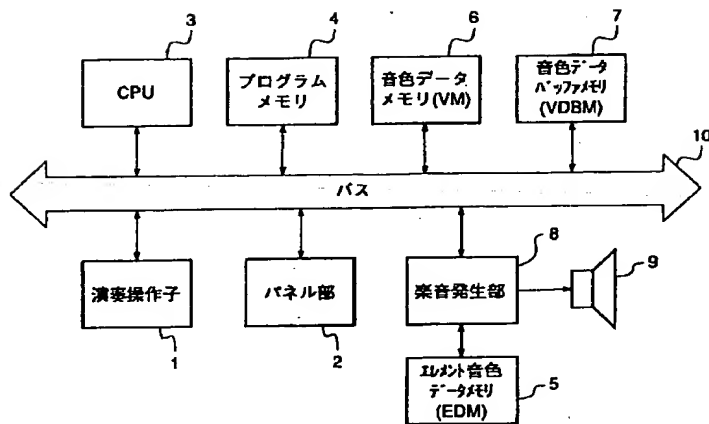 3
4
6
7
CPU
プログラム
メモリ
音色データ
メモリ(VM)
音色データ
バッファメモリ
(VDBM)
10
バス
8
9
演奏操作子
パネル部
楽音発生部
1
2
エレメント音色
データメモリ
(EDM)
5